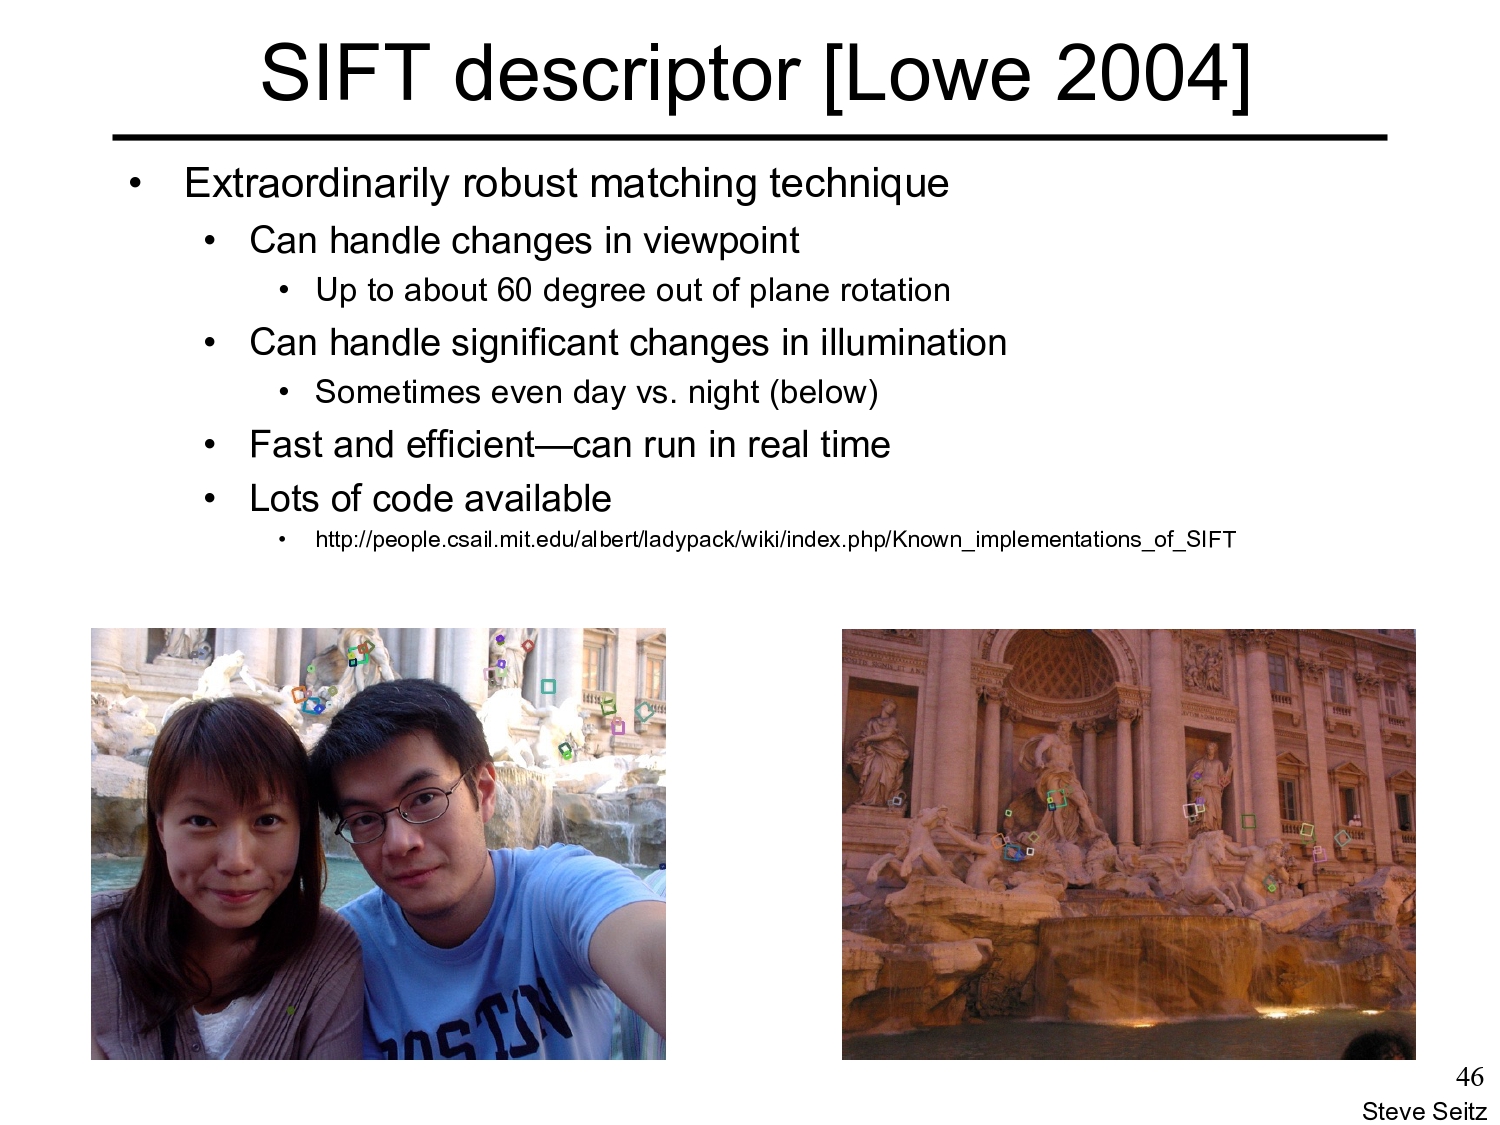 SIFT descriptor [Lowe 2004]
• Extraordinarily robust matching technique
• Can handle changes in viewpoint
• Up to about 60 degree out of plane rotation
• Can handle significant changes in illumination
• Sometimes even day vs. night (below)
• Fast and efficient—can run in real time
• Lots of code available
• http://people.csail.mit.edu/albert/ladypack/wiki/index.php/Known_implementations_of_SIFT
BOSTON
46
Steve Seitz